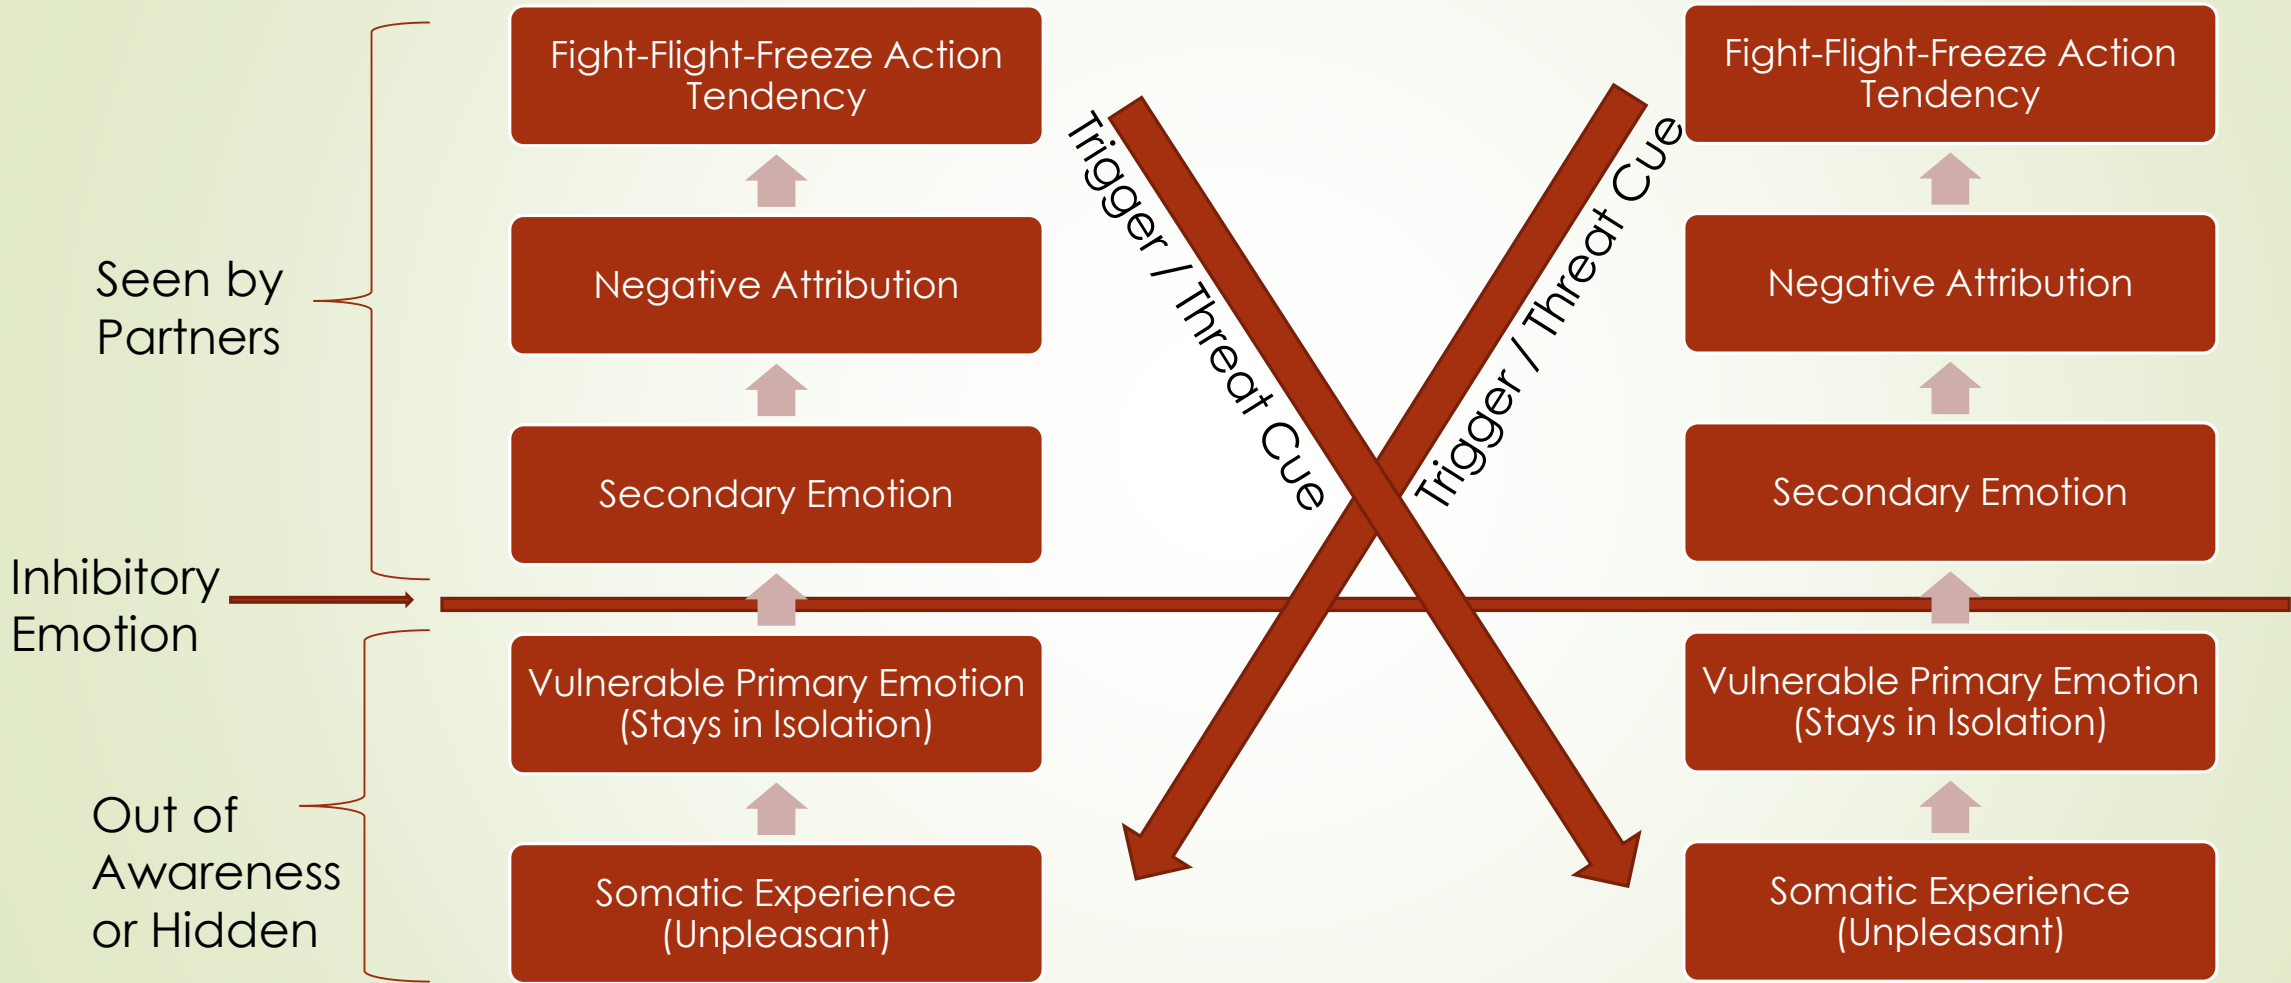 Fight-Flight-Freeze Action
Tendency
Negative Attribution
Secondary Emotion
Vulnerable Primary Emotion
(Stays in Isolation)
Somatic Experience
(Unpleasant)
Seen by
Partners
Inhibitory
Emotion
Out of
Awareness
or Hidden
Trigger / Threat Cue
Trigger / Threat Cue
Fight-Flight-Freeze Action
Tendency
Negative Attribution
Secondary Emotion
Vulnerable Primary Emotion
(Stays in Isolation)
Somatic Experience
(Unpleasant)